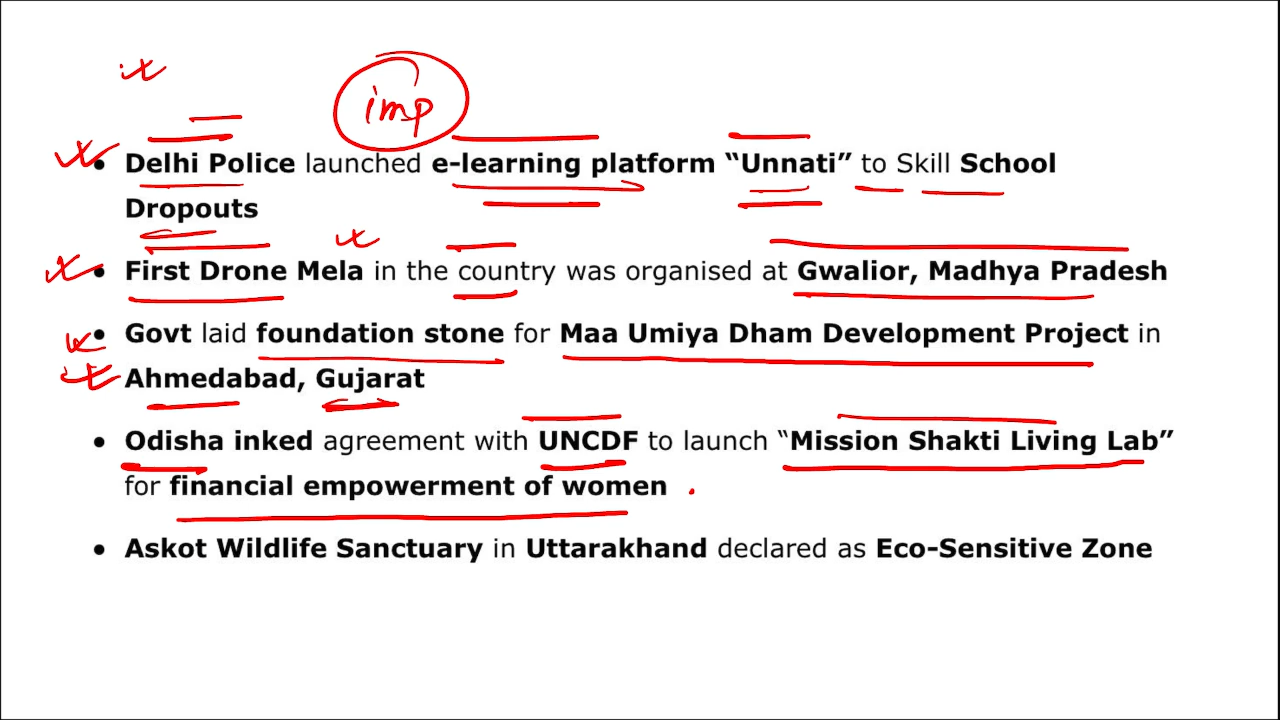 imp
• Delhi Police launched e-learning platform “Unnati” to Skill School
Dropouts
• First Drone Mela in the country was organised at Gwalior, Madhya Pradesh
• Govt laid foundation stone for Maa Umiya Dham Development Project in
Ahmedabad, Gujarat
• Odisha inked agreement with UNCDF to launch “Mission Shakti Living Lab”
for financial empowerment of women
• Askot Wildlife Sanctuary in Uttarakhand declared as Eco-Sensitive Zone